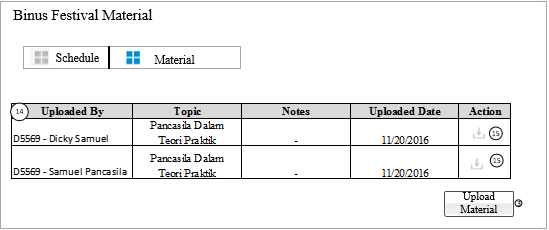 Binus Festival Material
Schedule Material
14 Uploaded By Topic Notes Uploaded Date Action
D5569 - Dicky Samuel Pancasila Dalam Teori Praktik - 11/20/2016 15
D5569 - Samuel Pancasila Pancasila Dalam Teori Praktik - 11/20/2016 15
Upload
Material